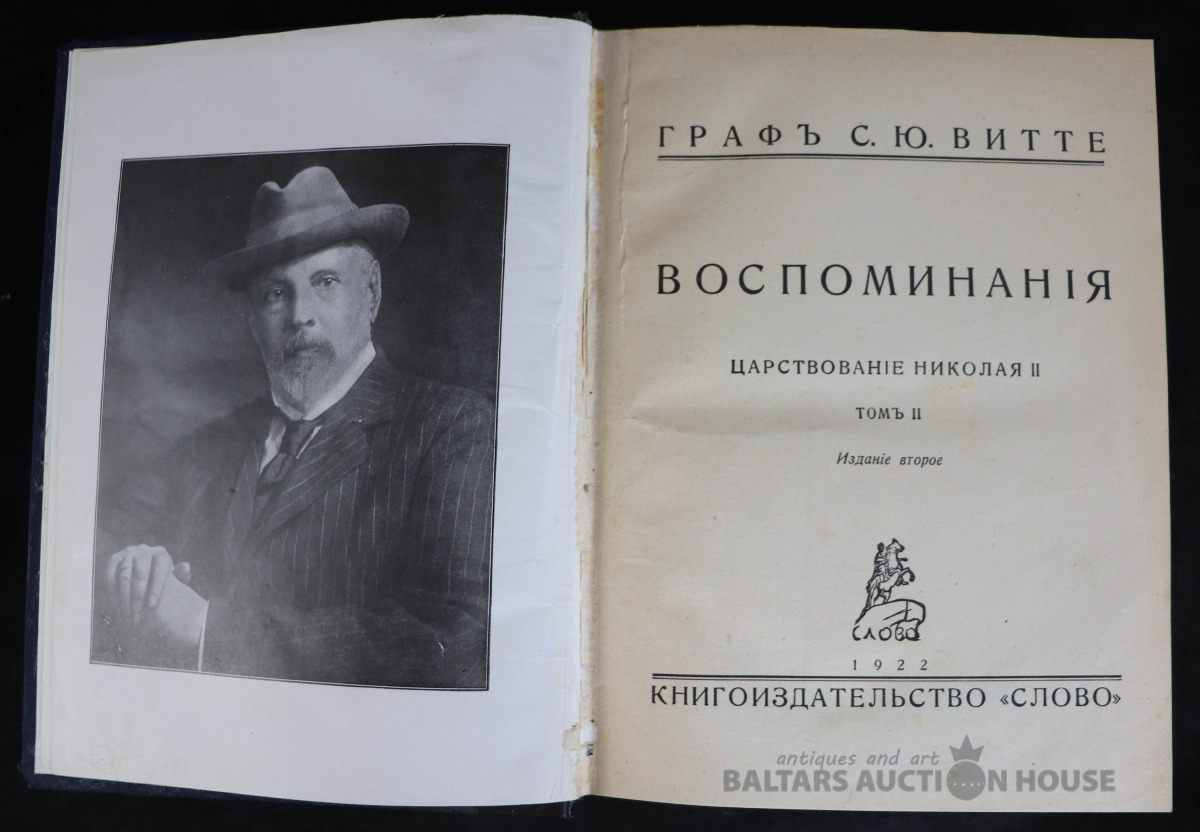 ГРАФЪ С. Ю. ВИТТЕ
ВОСПОМИНАНІЯ
ЦАРСТВОВАНІЕ НИКОЛАЯ II
ТОМЪ II
Изданіе второе
СЛОВО
1922
КНИГОИЗДАТЕЛЬСТВО «СЛОВО»
antiques and art
BALTARS AUCTION HOUSE